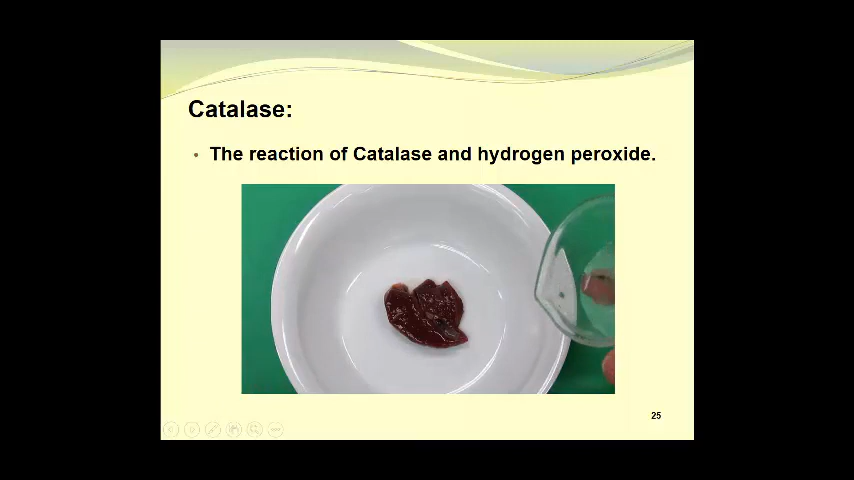 Catalase:
• The reaction of Catalase and hydrogen peroxide.
25